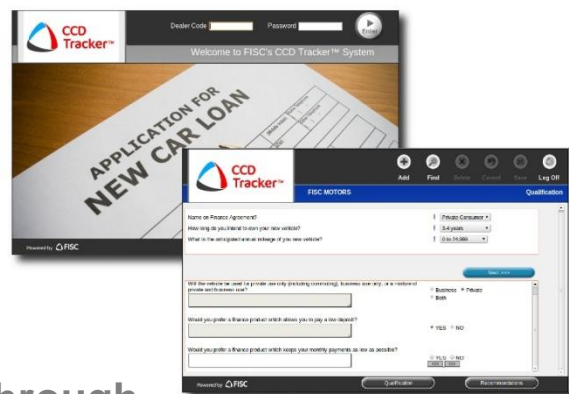 CCD
Tracker™
Dealer Code
Password
Enter
Welcome to FISC's CCD Tracker™ System
APPLICATION FOR
NEW CAR LOAN
Powered by FISC
CCD
Tracker™
Add
Find
Delete
Cancel
Save
Log Off
FISC MOTORS
Qualification
Name on Finance Agreement?
! Private Consumer
How long do you intend to own your new vehicle?
! 3-4 years
What is the anticipated annual mileage of you new vehicle?
! 0 to 24,999
Next >>>
Will the vehicle be used for private use only (including commuting), business use only, or a mixture of
private and business use?
Business Private
Both
Would you prefer a finance product which allows you to pay a low deposit?
YES NO
Would you prefer a finance product which keeps your monthly payments as low as possible?
YES NO
Powered by FISC
Qualification
Recommendations
hrough